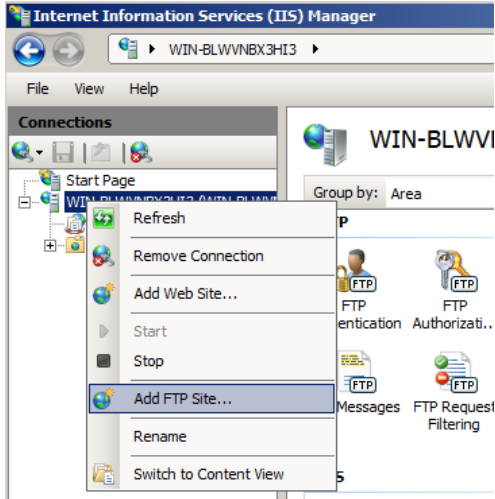 Internet Information Services (IIS) Manager
WIN-BLWVNBX3HI3
File View Help
Connections
WIN-BLWVI
Start Page
Group by: Area
Refresh
Remove Connection
FTP
FTP
FTP
FTP
entication
Authorizati...
Add Web Site...
Start
Stop
FTP
FTP
Add FTP Site...
Messages
FTP Request
Filtering
Rename
Switch to Content View